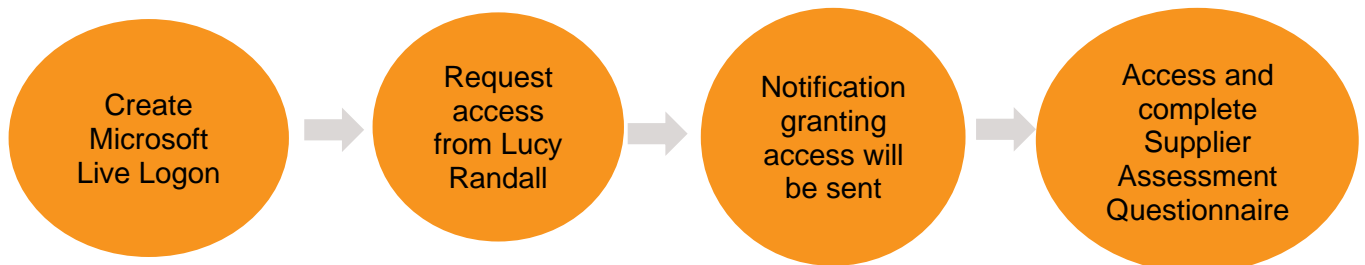 Create
Microsoft
Live Logon
Request
access
from Lucy
Randall
Notification
granting
access will
be sent
Access and
complete
Supplier
Assessment
Questionnaire